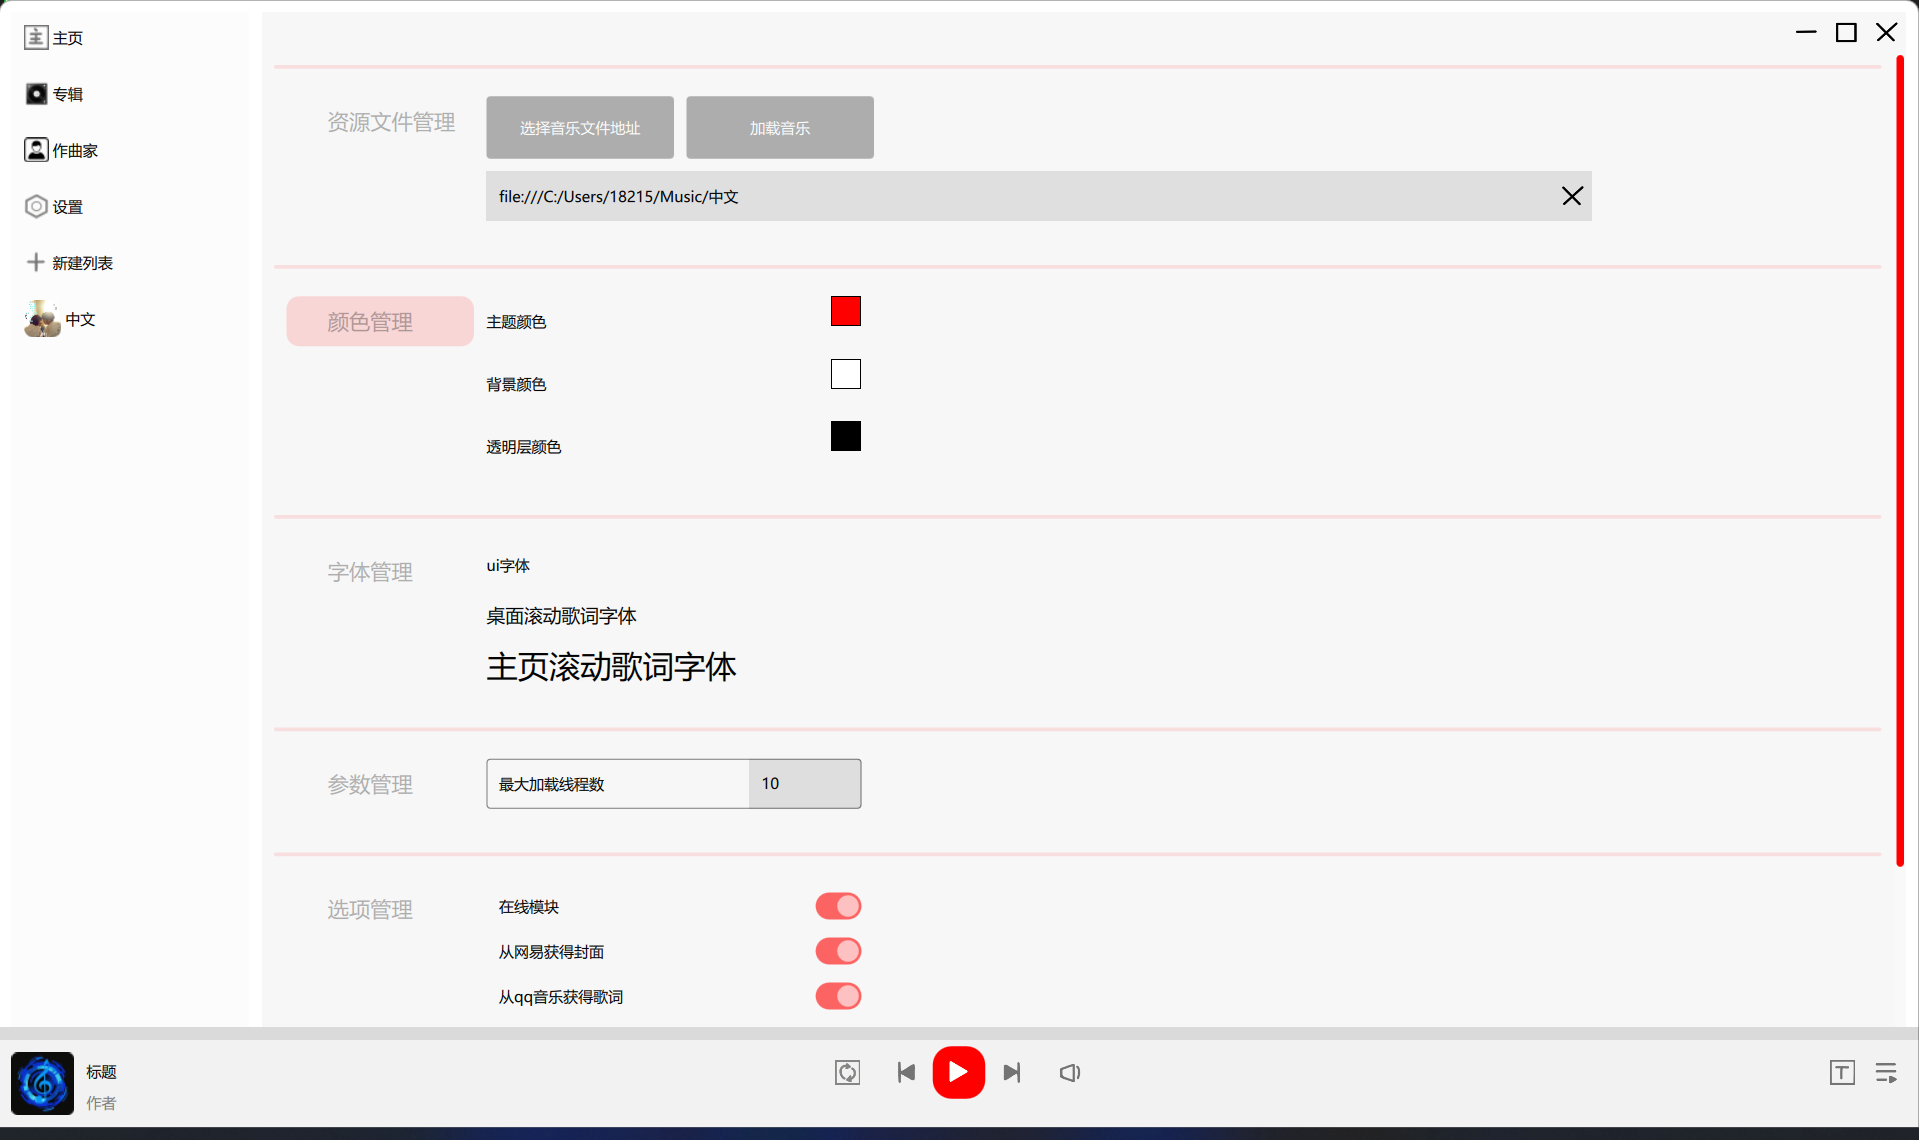 主页
专辑
作曲家
设置
新建列表
中文
资源文件管理
选择音乐文件地址
加载音乐
file:///C:/Users/18215/Music/中文
颜色管理
主题颜色
背景颜色
透明层颜色
字体管理
ui字体
桌面滚动歌词字体
主页滚动歌词字体
参数管理
最大加载线程数
10
选项管理
在线模块
从网易获得封面
从qq音乐获得歌词
标题
作者